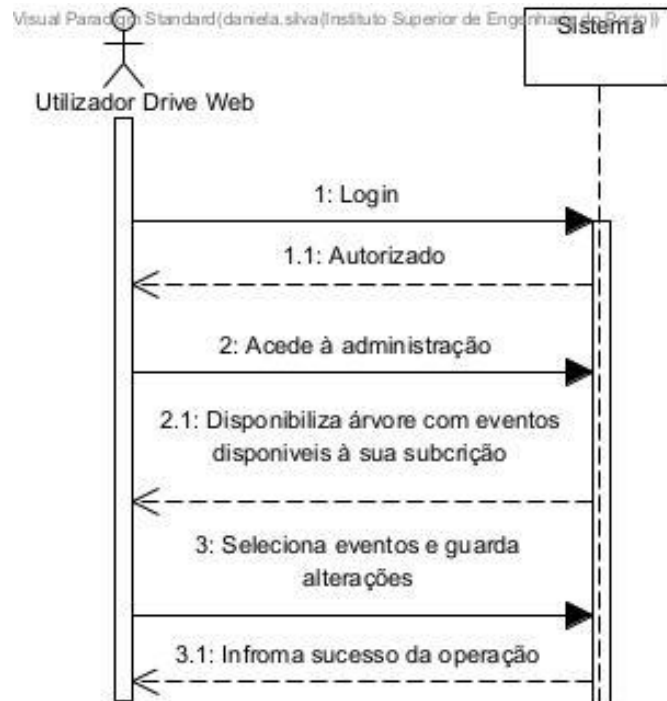 Visual Paradigm Standard(daniela.silva(Instituto Superior de Engenharia do Porto))
Sistema
Utilizador Drive Web
1: Login
1.1: Autorizado
2: Acede à administração
2.1: Disponibiliza árvore com eventos
disponiveis à sua subcrição
3: Seleciona eventos e guarda
alterações
3.1: Infroma sucesso da operação